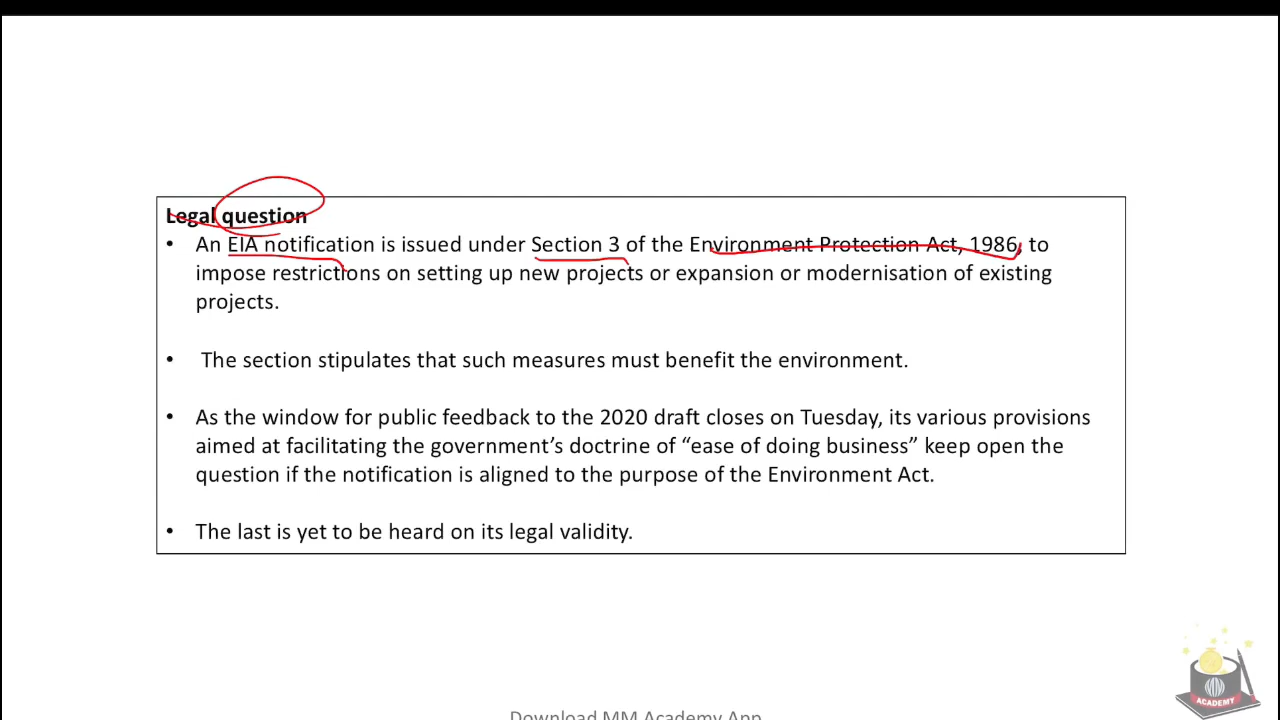 Legal question
• An EIA notification is issued under Section 3 of the Environment Protection Act, 1986, to
impose restrictions on setting up new projects or expansion or modernisation of existing
projects.
• The section stipulates that such measures must benefit the environment.
• As the window for public feedback to the 2020 draft closes on Tuesday, its various provisions
aimed at facilitating the government’s doctrine of “ease of doing business” keep open the
question if the notification is aligned to the purpose of the Environment Act.
• The last is yet to be heard on its legal validity.
ACADEMY
Download MM Academy App